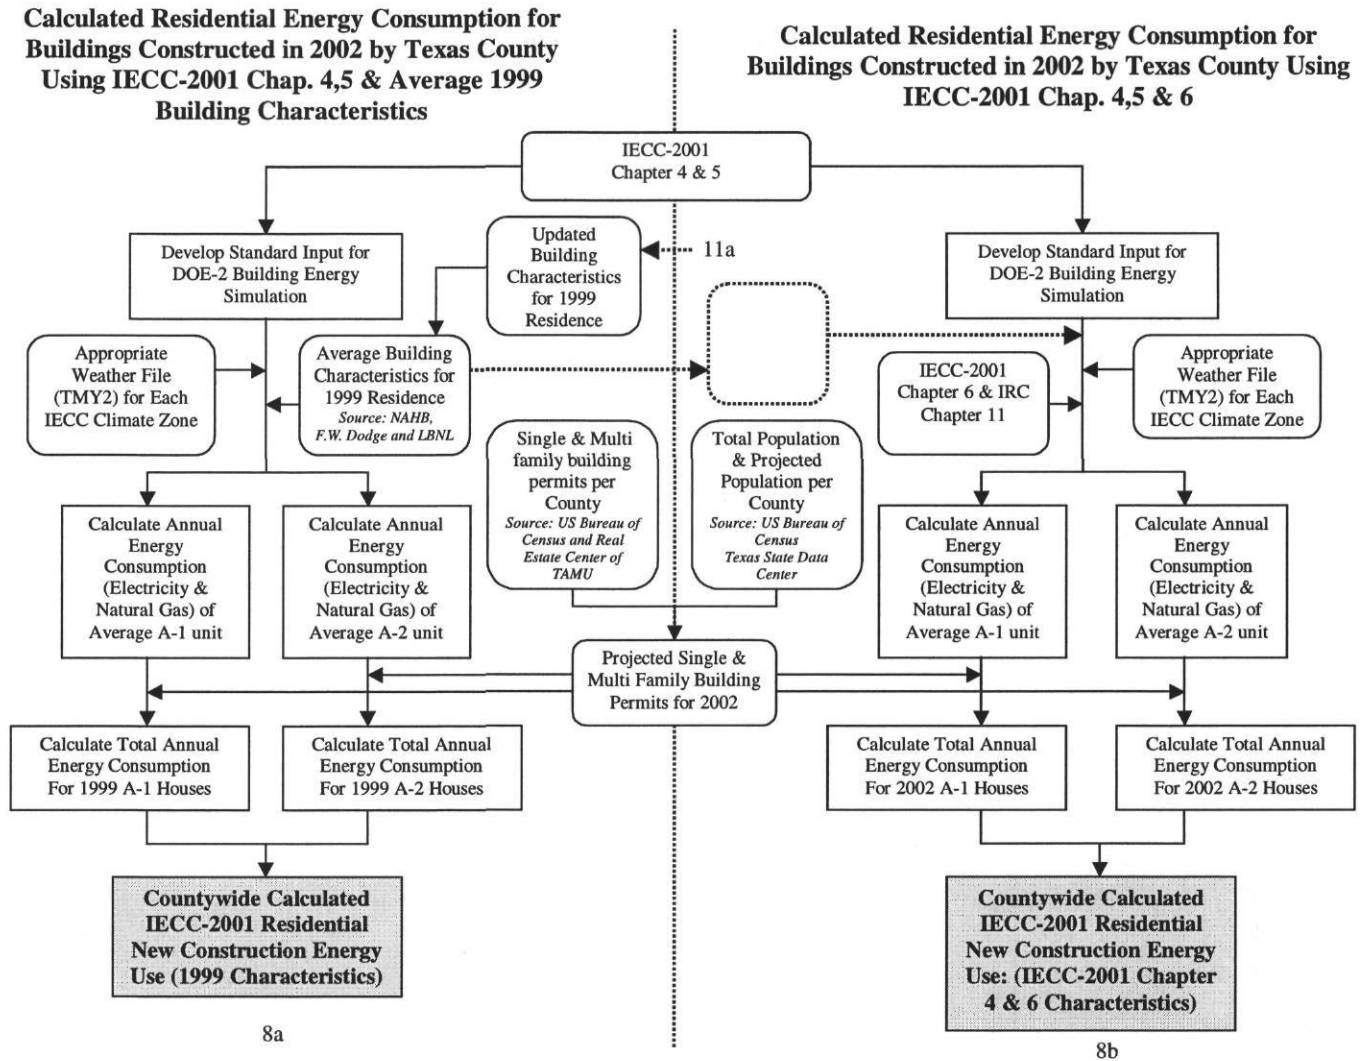 Calculated Residential Energy Consumption for
Buildings Constructed in 2002 by Texas County
Using IECC-2001 Chap. 4,5 & Average 1999
Building Characteristics
Calculated Residential Energy Consumption for
Buildings Constructed in 2002 by Texas County Using
IECC-2001 Chap. 4,5 & 6
IECC-2001
Chapter 4 & 5
Develop Standard Input for
DOE-2 Building Energy
Simulation
Updated
Building
Characteristics
for 1999
Residence
11a
Develop Standard Input for
DOE-2 Building Energy
Simulation
Appropriate
Weather File
(TMY2) for Each
IECC Climate Zone
Average Building
Characteristics for
1999 Residence
Source: NAHB,
F.W. Dodge and LBNL
IECC-2001
Chapter 6 & IRC
Chapter 11
Appropriate
Weather File
(TMY2) for Each
IECC Climate Zone
Single & Multi
family building
permits per
County
Source: US Bureau of
Census and Real
Estate Center of
TAMU
Total Population
& Projected
Population per
County
Source: US Bureau of
Census
Texas State Data
Center
Calculate Annual
Energy
Consumption
(Electricity &
Natural Gas) of
Average A-1 unit
Calculate Annual
Energy
Consumption
(Electricity &
Natural Gas) of
Average A-2 unit
Calculate Annual
Energy
Consumption
(Electricity &
Natural Gas) of
Average A-1 unit
Calculate Annual
Energy
Consumption
(Electricity &
Natural Gas) of
Average A-2 unit
Projected Single &
Multi Family Building
Permits for 2002
Calculate Total Annual
Energy Consumption
For 1999 A-1 Houses
Calculate Total Annual
Energy Consumption
For 1999 A-2 Houses
Calculate Total Annual
Energy Consumption
For 2002 A-1 Houses
Calculate Total Annual
Energy Consumption
For 2002 A-2 Houses
Countywide Calculated
IECC-2001 Residential
New Construction Energy
Use (1999 Characteristics)
Countywide Calculated
IECC-2001 Residential
New Construction Energy
Use: (IECC-2001 Chapter
4 & 6 Characteristics)
8a
8b